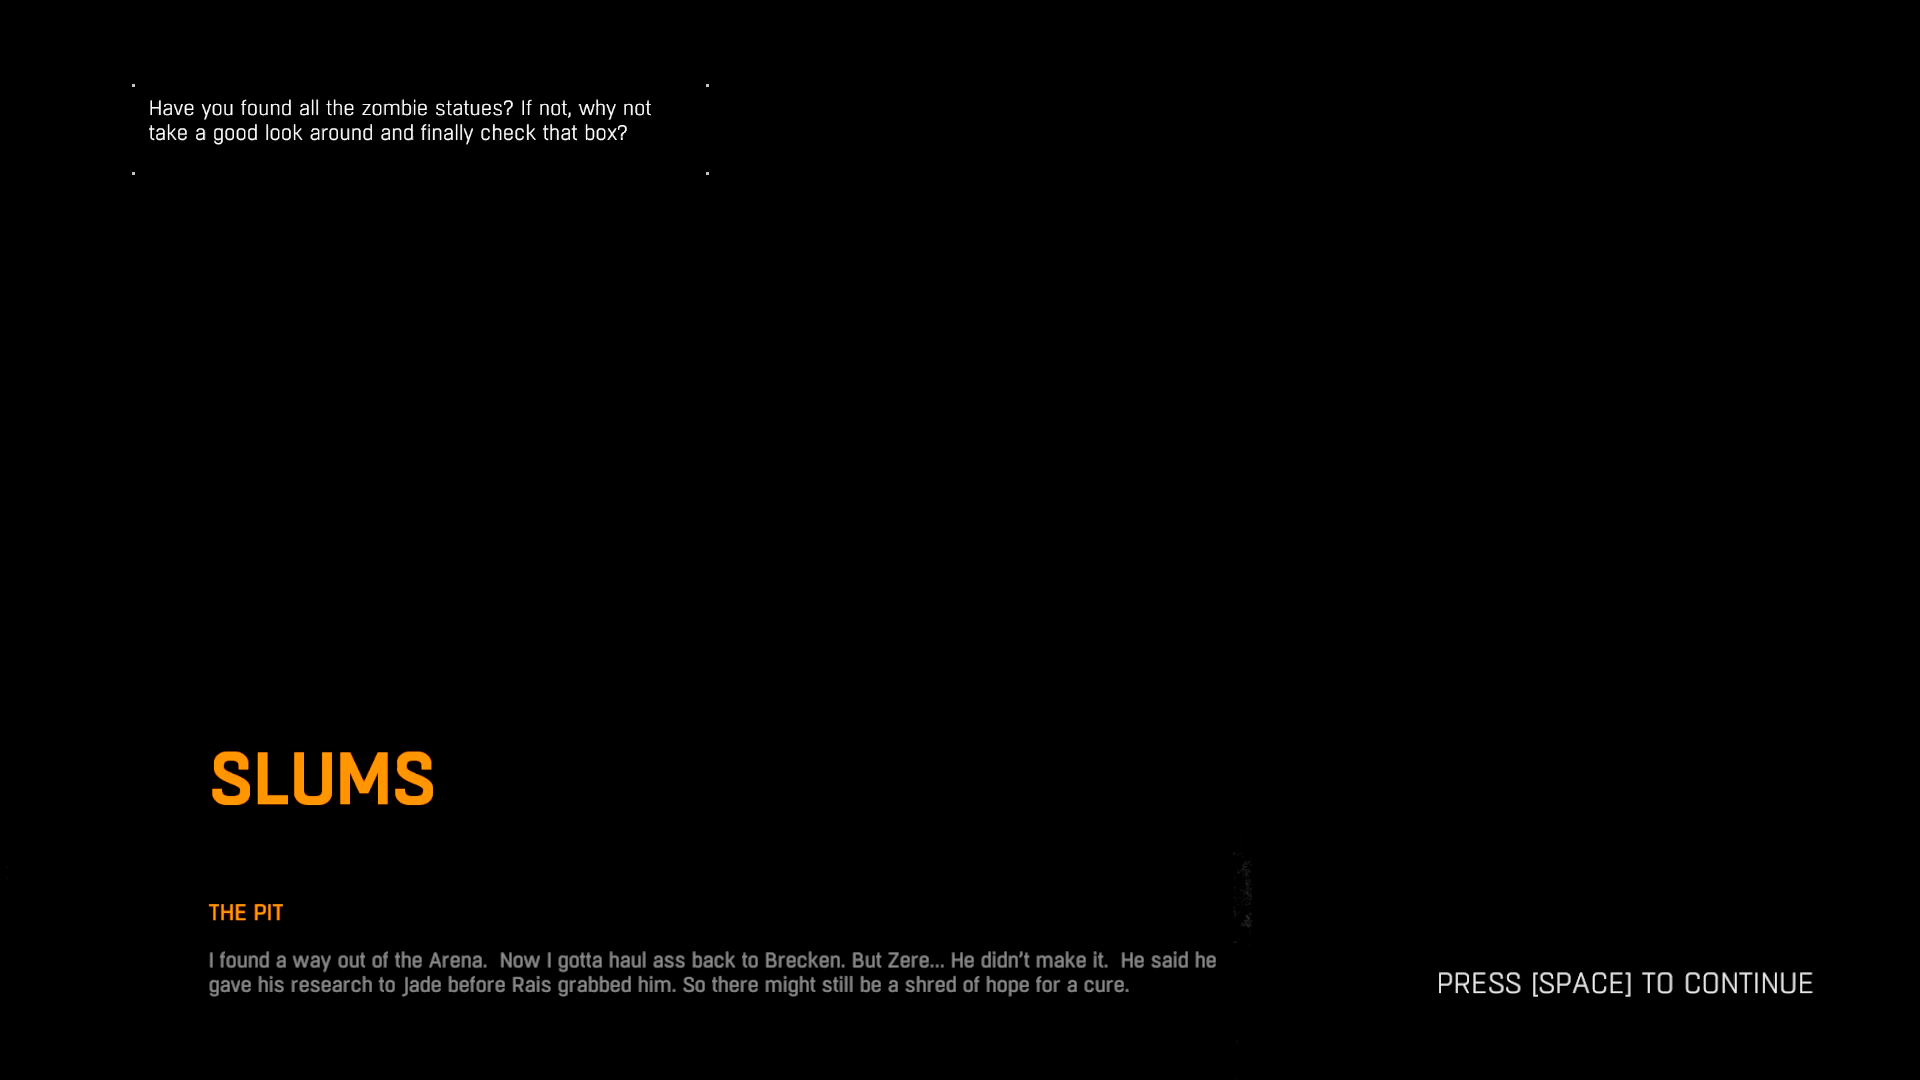 Have you found all the zombie statues? If not, why not
take a good look around and finally check that box?
SLUMS
THE PIT
I found a way out of the Arena.  Now I gotta haul ass back to Brecken. But Zere... He didn't make it.  He said he
gave his research to Jade before Rais grabbed him. So there might still be a shred of hope for a cure.
PRESS [SPACE] TO CONTINUE